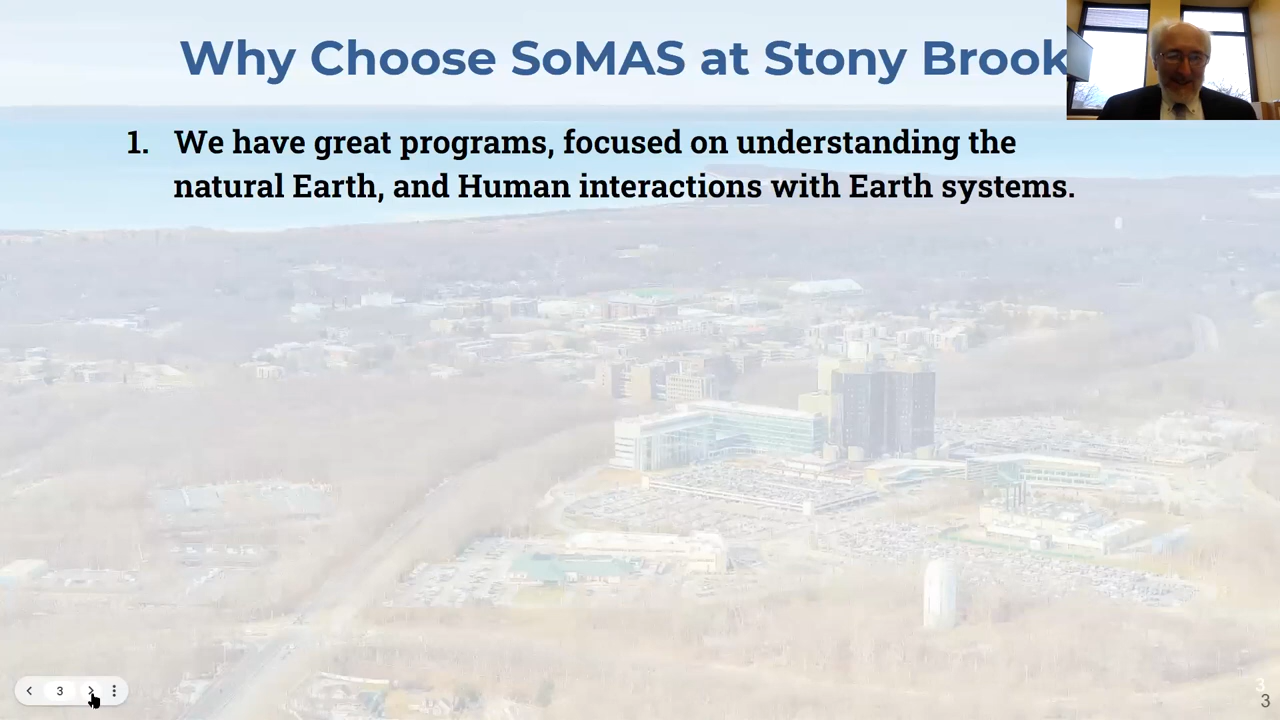 Why Choose SoMAS at Stony Brook
1. We have great programs, focused on understanding the
natural Earth, and Human interactions with Earth systems.
3
3
3